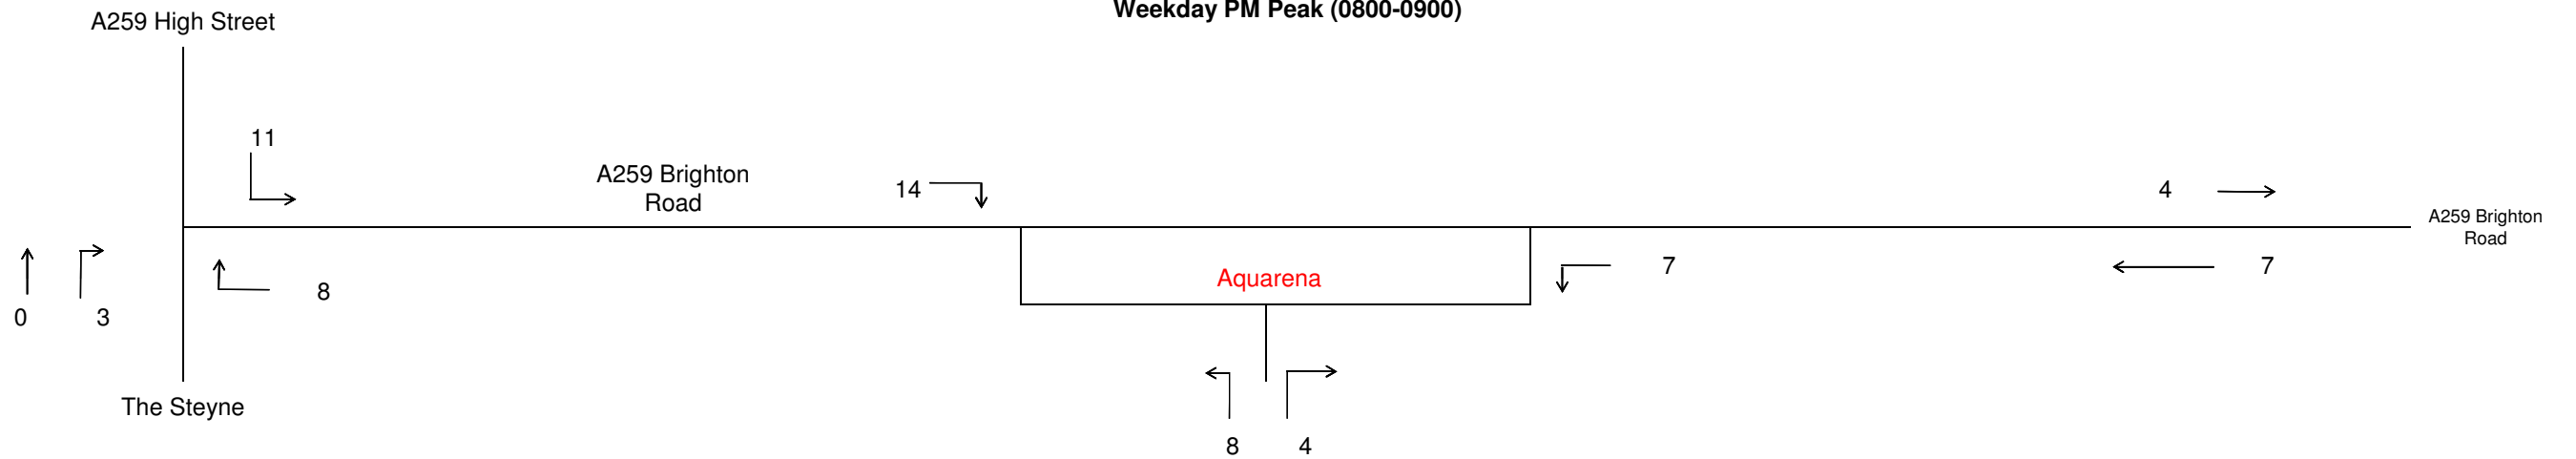 Weekday PM Peak (0800-0900)
A259 High Street
11
A259 Brighton
Road
14
4
A259 Brighton
Road
Aquarena
7
7
8
0
3
The Steyne
8
4